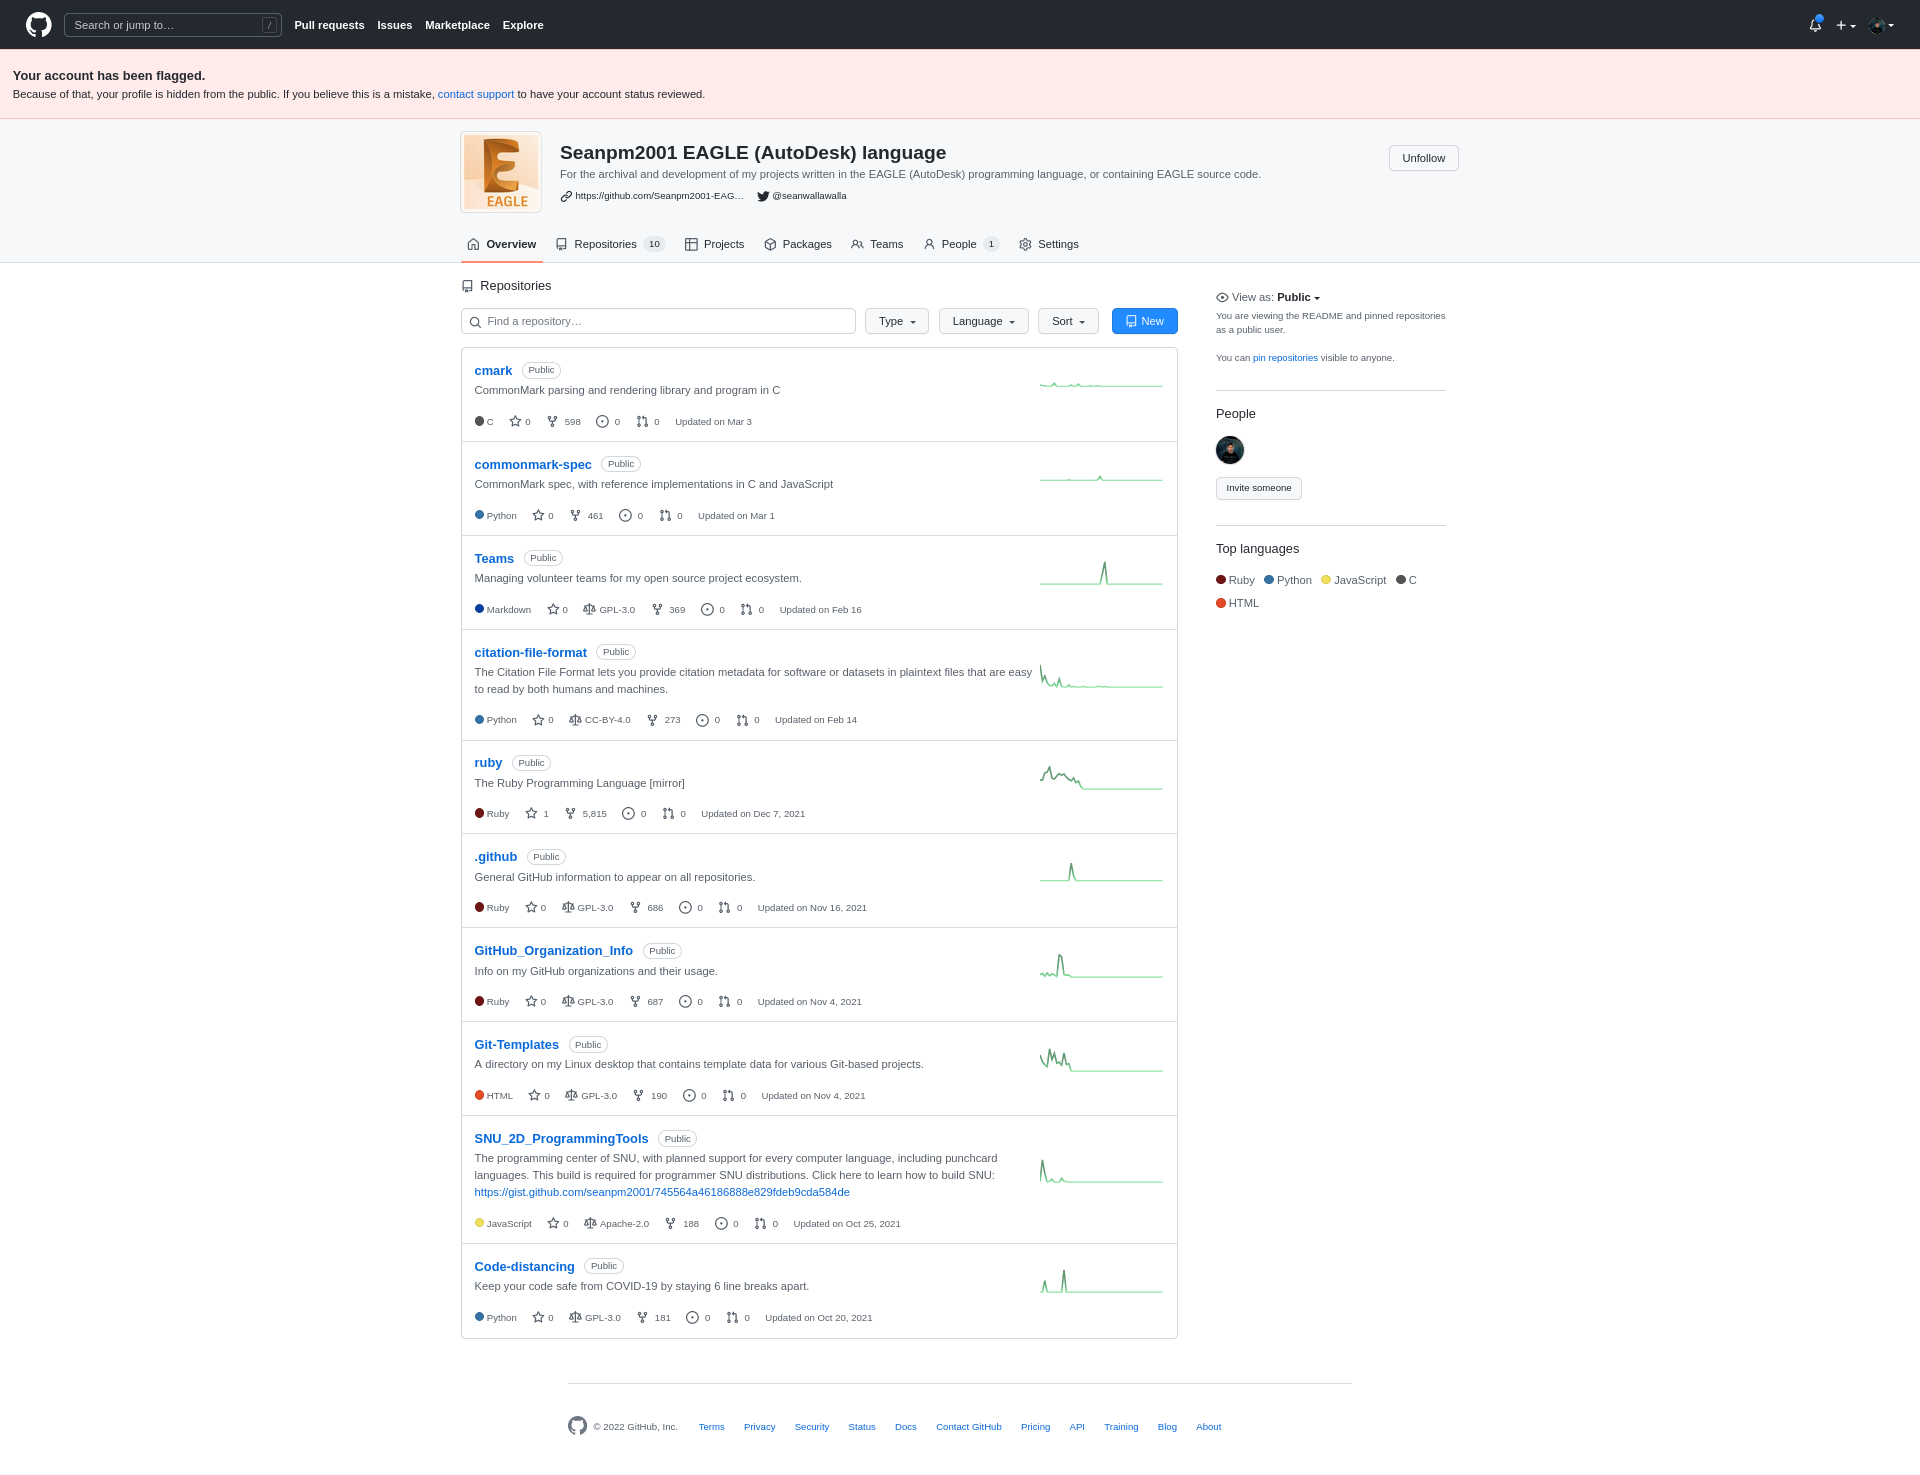 Search or jump to… /
Pull requests Issues Marketplace Explore
Your account has been flagged.
Because of that, your profile is hidden from the public. If you believe this is a mistake, contact support to have your account status reviewed.
EAGLE
Seanpm2001 EAGLE (AutoDesk) language
For the archival and development of my projects written in the EAGLE (AutoDesk) programming language, or containing EAGLE source code.
https://github.com/Seanpm2001-EAG… @seanwallawalla
Unfollow
Overview Repositories 10 Projects Packages Teams People 1 Settings
Repositories
Find a repository… Type Language Sort New
cmark Public
CommonMark parsing and rendering library and program in C
C 0 598 0 0 Updated on Mar 3
commonmark-spec Public
CommonMark spec, with reference implementations in C and JavaScript
Python 0 461 0 0 Updated on Mar 1
Teams Public
Managing volunteer teams for my open source project ecosystem.
Markdown 0 GPL-3.0 369 0 0 Updated on Feb 16
citation-file-format Public
The Citation File Format lets you provide citation metadata for software or datasets in plaintext files that are easy
to read by both humans and machines.
Python 0 CC-BY-4.0 273 0 0 Updated on Feb 14
ruby Public
The Ruby Programming Language [mirror]
Ruby 1 5,815 0 0 Updated on Dec 7, 2021
.github Public
General GitHub information to appear on all repositories.
Ruby 0 GPL-3.0 686 0 0 Updated on Nov 16, 2021
GitHub_Organization_Info Public
Info on my GitHub organizations and their usage.
Ruby 0 GPL-3.0 687 0 0 Updated on Nov 4, 2021
Git-Templates Public
A directory on my Linux desktop that contains template data for various Git-based projects.
HTML 0 GPL-3.0 190 0 0 Updated on Nov 4, 2021
SNU_2D_ProgrammingTools Public
The programming center of SNU, with planned support for every computer language, including punchcard
languages. This build is required for programmer SNU distributions. Click here to learn how to build SNU:
https://gist.github.com/seanpm2001/745564a46186888e829fdeb9cda584de
JavaScript 0 Apache-2.0 188 0 0 Updated on Oct 25, 2021
Code-distancing Public
Keep your code safe from COVID-19 by staying 6 line breaks apart.
Python 0 GPL-3.0 181 0 0 Updated on Oct 20, 2021
View as: Public
You are viewing the README and pinned repositories
as a public user.
You can pin repositories visible to anyone.
People
Invite someone
Top languages
Ruby Python JavaScript C
HTML
© 2022 GitHub, Inc. Terms Privacy Security Status Docs Contact GitHub Pricing API Training Blog About